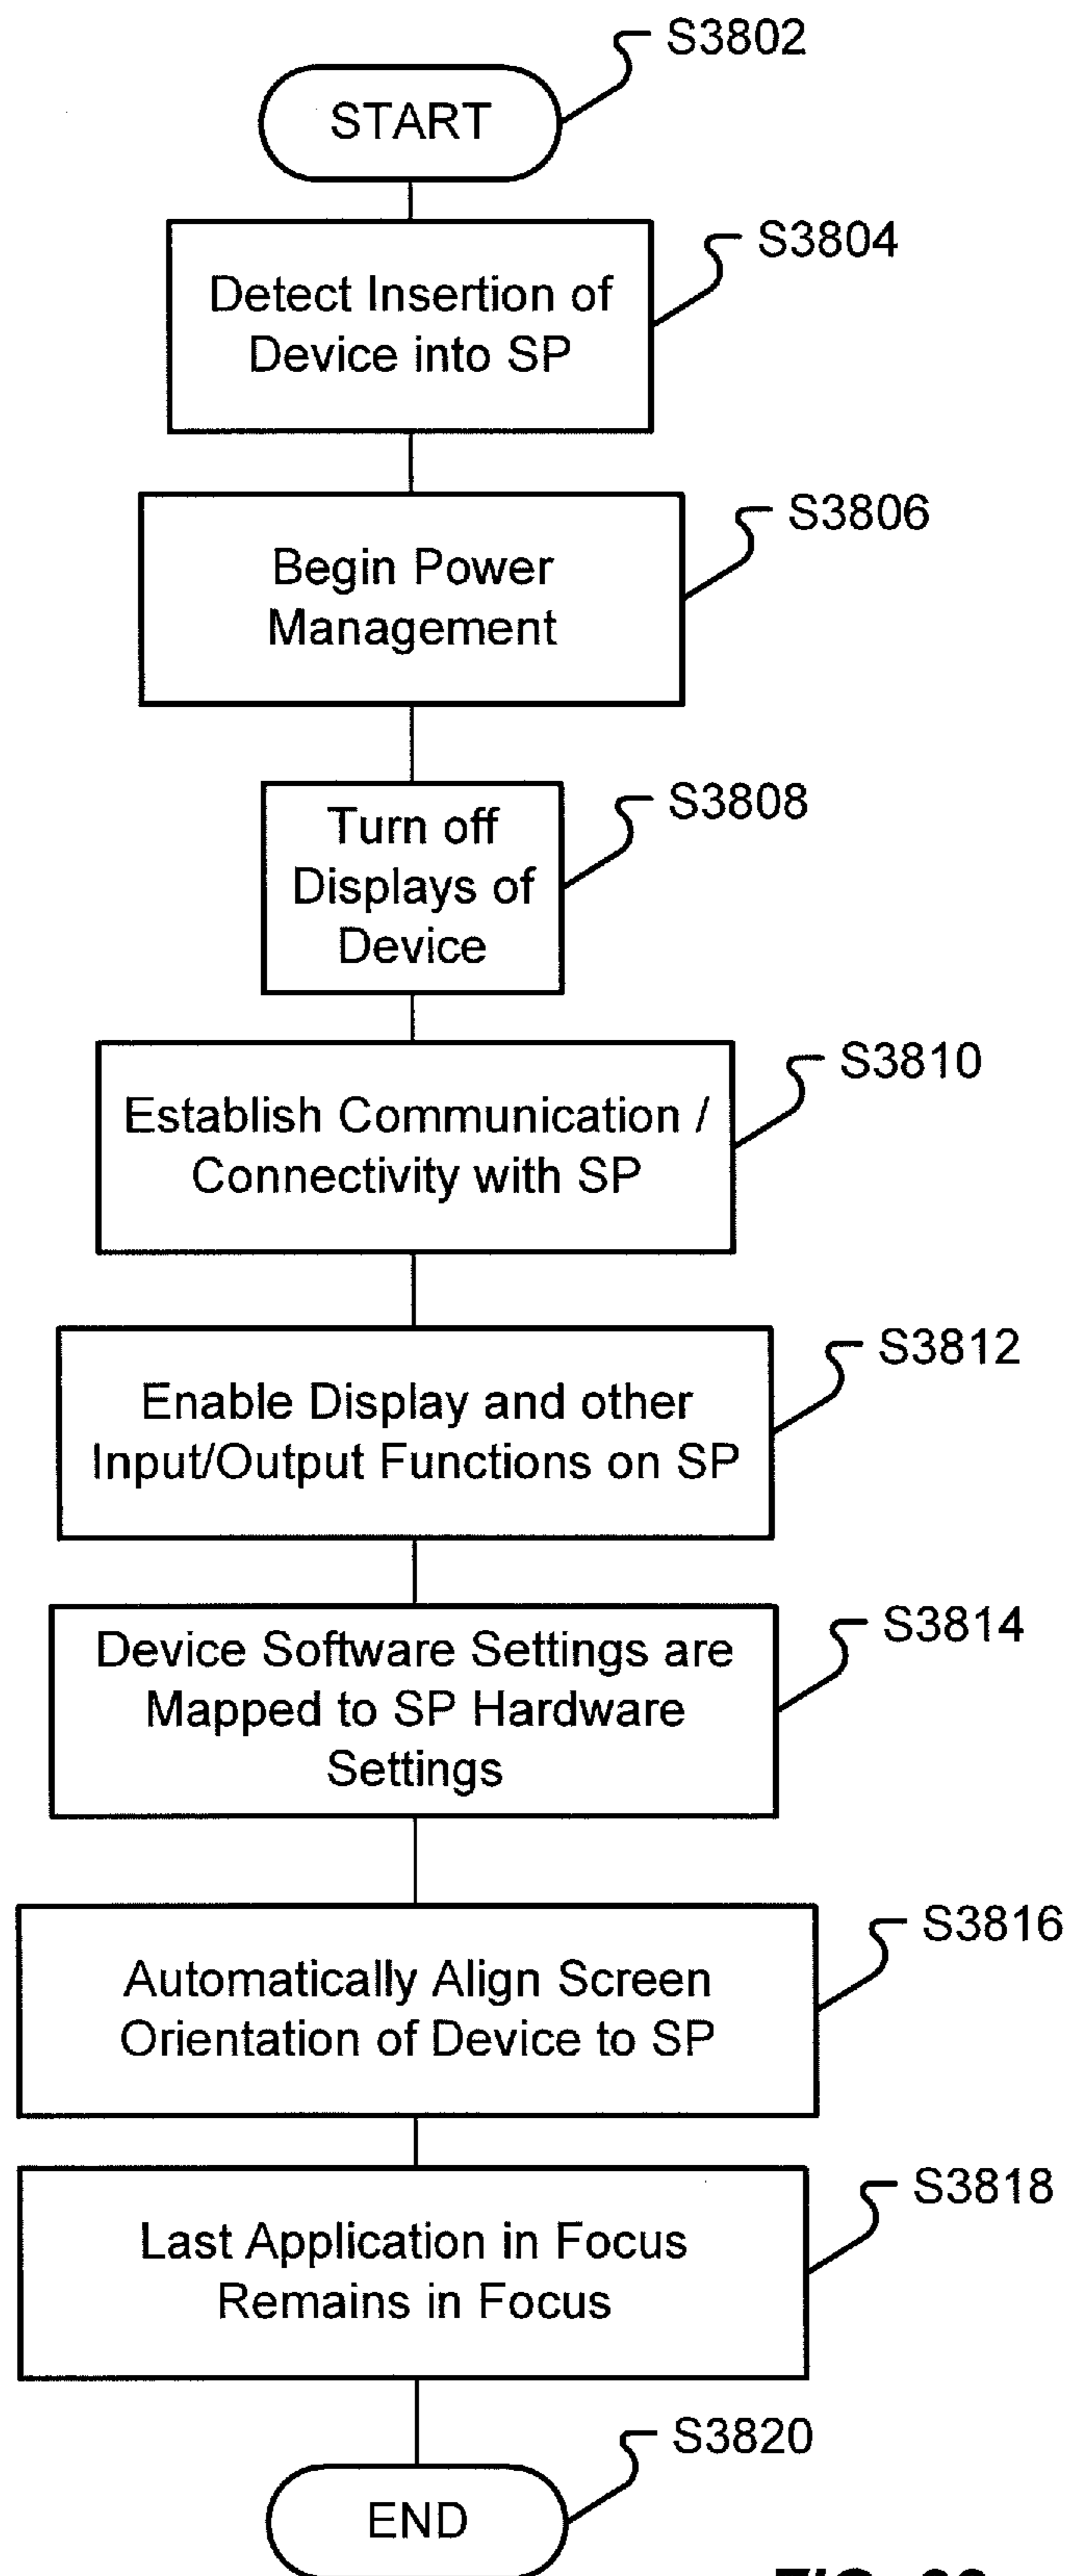 S3802
START
S3804
Detect Insertion of
Device into SP
S3806
Begin Power
Management
S3808
Turn off
Displays of
Device
S3810
Establish Communication /
Connectivity with SP
S3812
Enable Display and other
Input/Output Functions on SP
S3814
Device Software Settings are
Mapped to SP Hardware
Settings
S3816
Automatically Align Screen
Orientation of Device to SP
S3818
Last Application in Focus
Remains in Focus
S3820
END